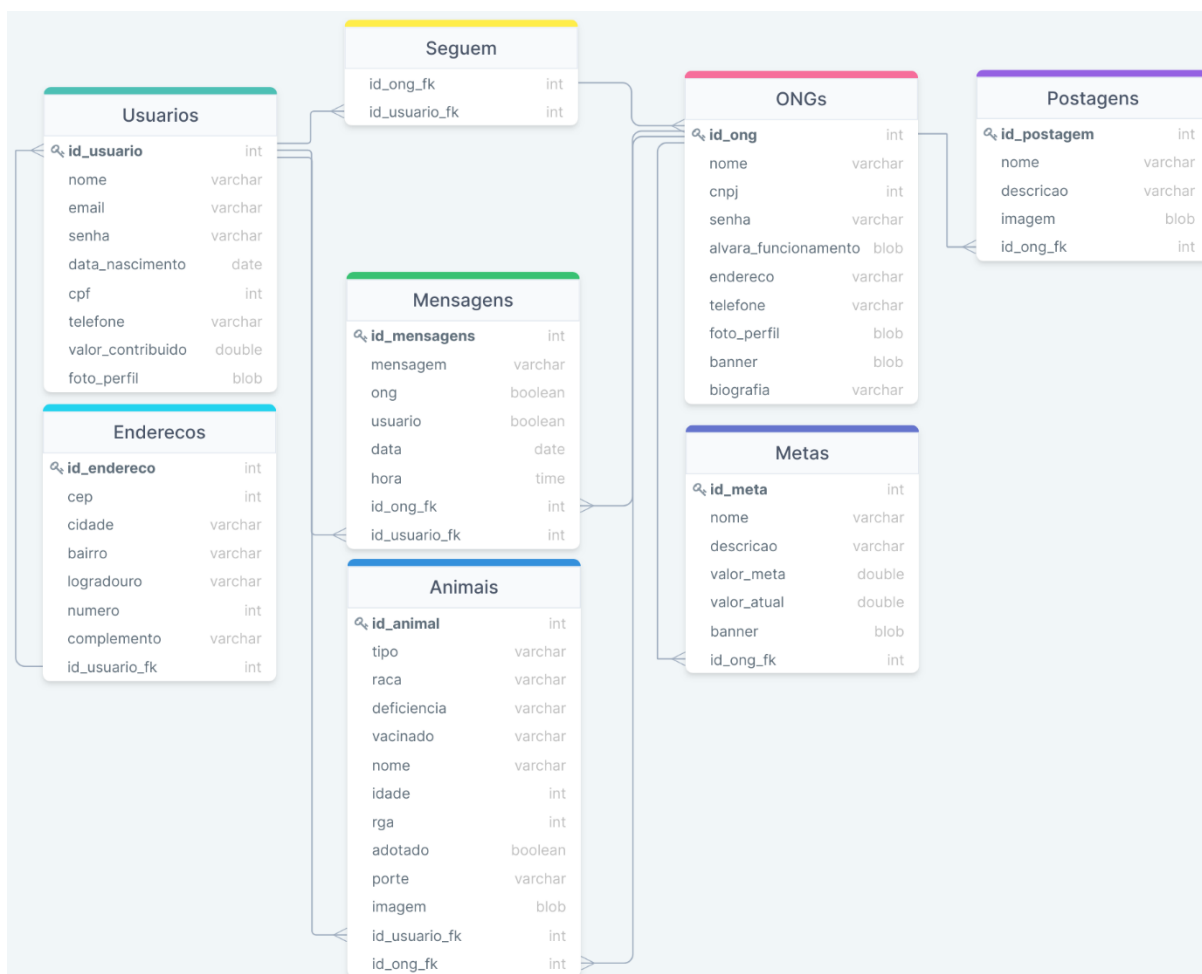 Seguem
id_ong_fk int
id_usuario_fk int
Usuarios
id_usuario int
nome varchar
email varchar
senha varchar
data_nascimento date
cpf int
telefone varchar
valor_contribuido double
foto_perfil blob
Enderecos
id_endereco int
cep int
cidade varchar
bairro varchar
logradouro varchar
numero int
complemento varchar
id_usuario_fk int
Mensagens
id_mensagens int
mensagem varchar
ong boolean
usuario boolean
data date
hora time
id_ong_fk int
id_usuario_fk int
Animais
id_animal int
tipo varchar
raca varchar
deficiencia varchar
vacinado varchar
nome varchar
idade int
rga int
adotado boolean
porte varchar
imagem blob
id_usuario_fk int
id_ong_fk int
ONGs
id_ong int
nome varchar
cnpj int
senha varchar
alvara_funcionamento blob
endereco varchar
telefone varchar
foto_perfil blob
banner blob
biografia varchar
Metas
id_meta int
nome varchar
descricao varchar
valor_meta double
valor_atual double
banner blob
id_ong_fk int
Postagens
id_postagem int
nome varchar
descricao varchar
imagem blob
id_ong_fk int